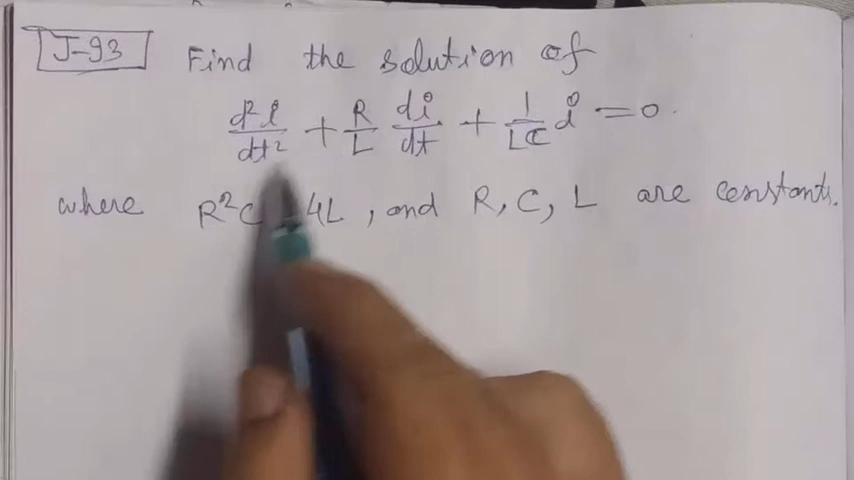 J-93 Find the solution of
d²i/dt² + R/L di/dt + 1/LC i = 0.
where R²C 4L, and R, C, L are constants.